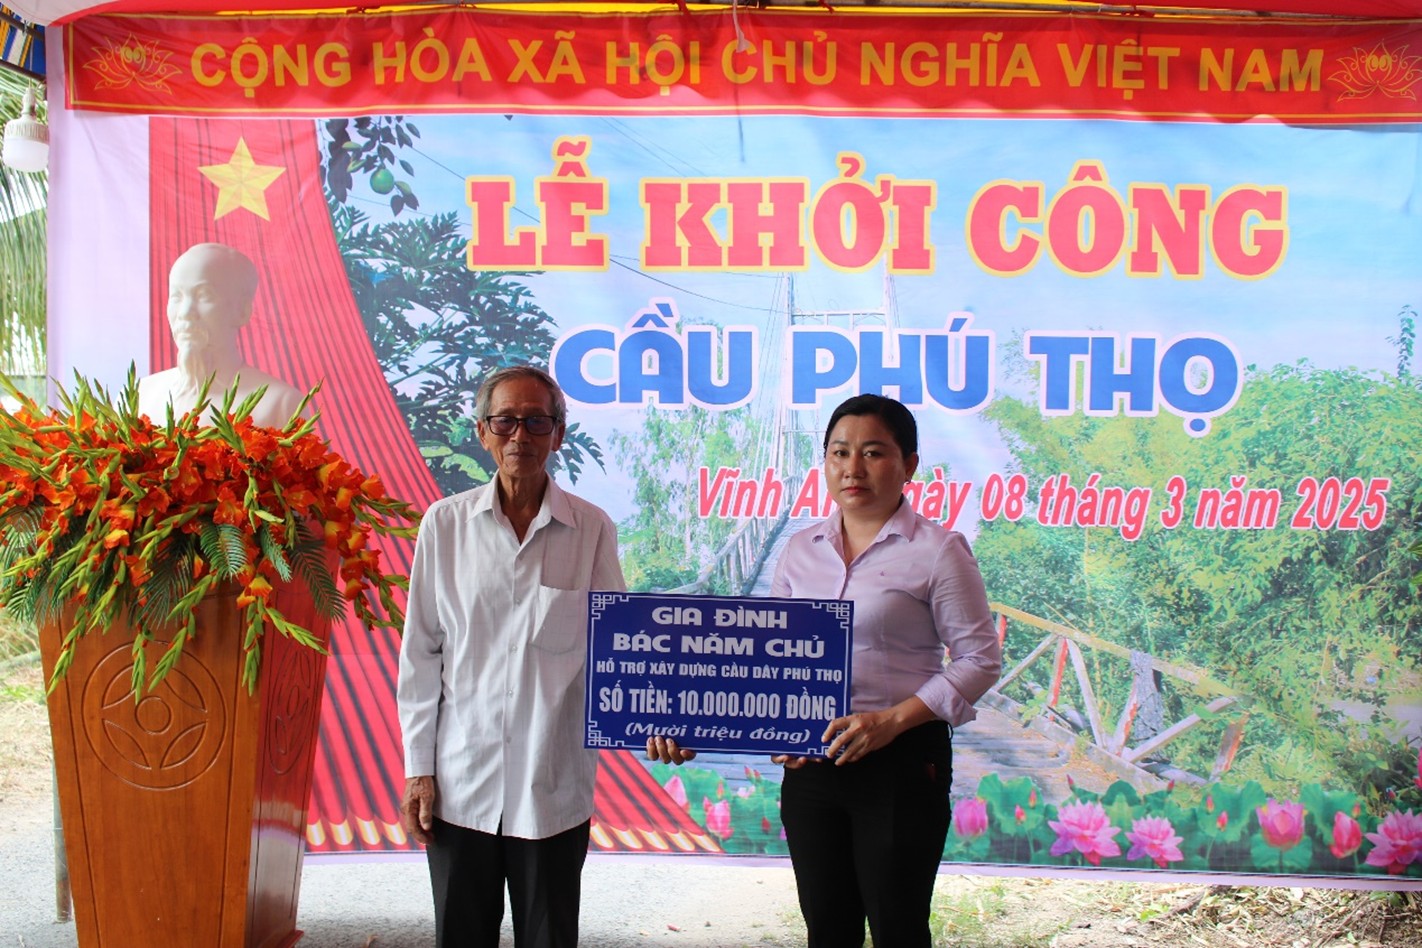 CỘNG HÒA XÃ HỘI CHỦ NGHĨA VIỆT NAM
LỄ KHỞI CÔNG
CẦU PHÚ THỌ
Vĩnh 08 tháng 3 năm 2025
GIA ĐÌNH
BÁC NĂM CHỦ
HỖ TRỢ XÂY DỰNG CẦU DÂY PHÚ THỌ
SỐ TIỀN: 10.000.000 ĐỒNG
(Mười triệu đồng)